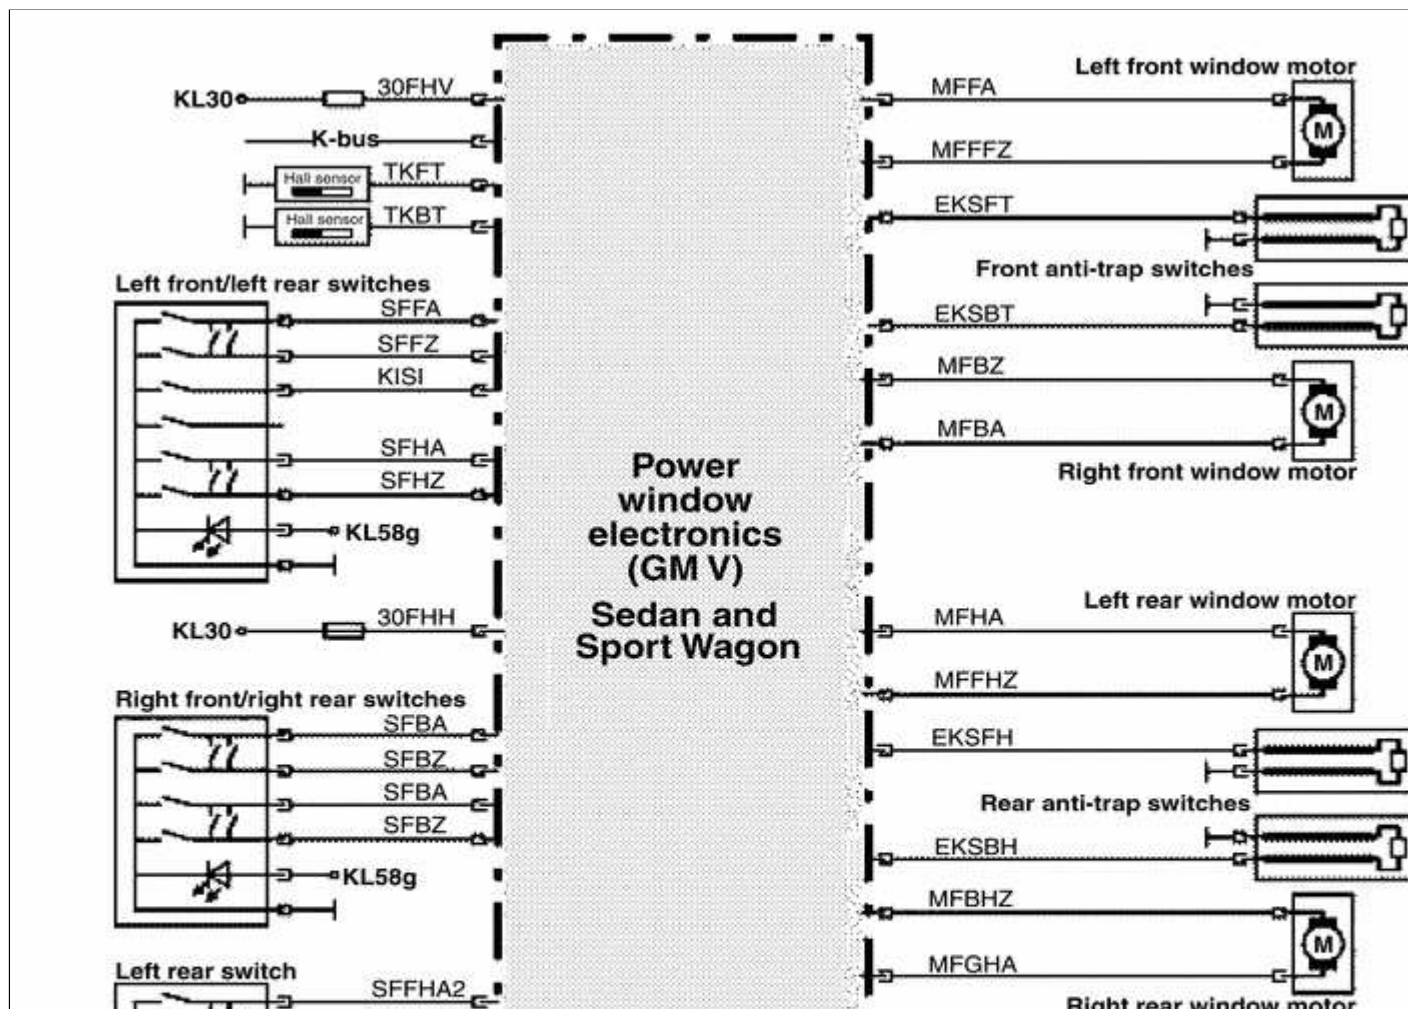 30FHV
KL30
K-bus
Hall sensor
TKFT
Hall sensor
TKBT
Left front/left rear switches
SFFA
SFFZ
KISI
SFHA
SFHZ
KL58g
30FHH
KL30
Right front/right rear switches
SFBA
SFBZ
SFBA
SFBZ
KL58g
Left rear switch
SFFHA2
Power
window
electronics
(GM V)
Sedan and
Sport Wagon
Left front window motor
MFFA
M
MFFFZ
EKSFT
Front anti-trap switches
EKSBT
MFBZ
M
MFBA
Right front window motor
Left rear window motor
MFHA
M
MFFHZ
EKSFH
Rear anti-trap switches
EKSBH
MFBHZ
M
MFGHA
Right rear window motor